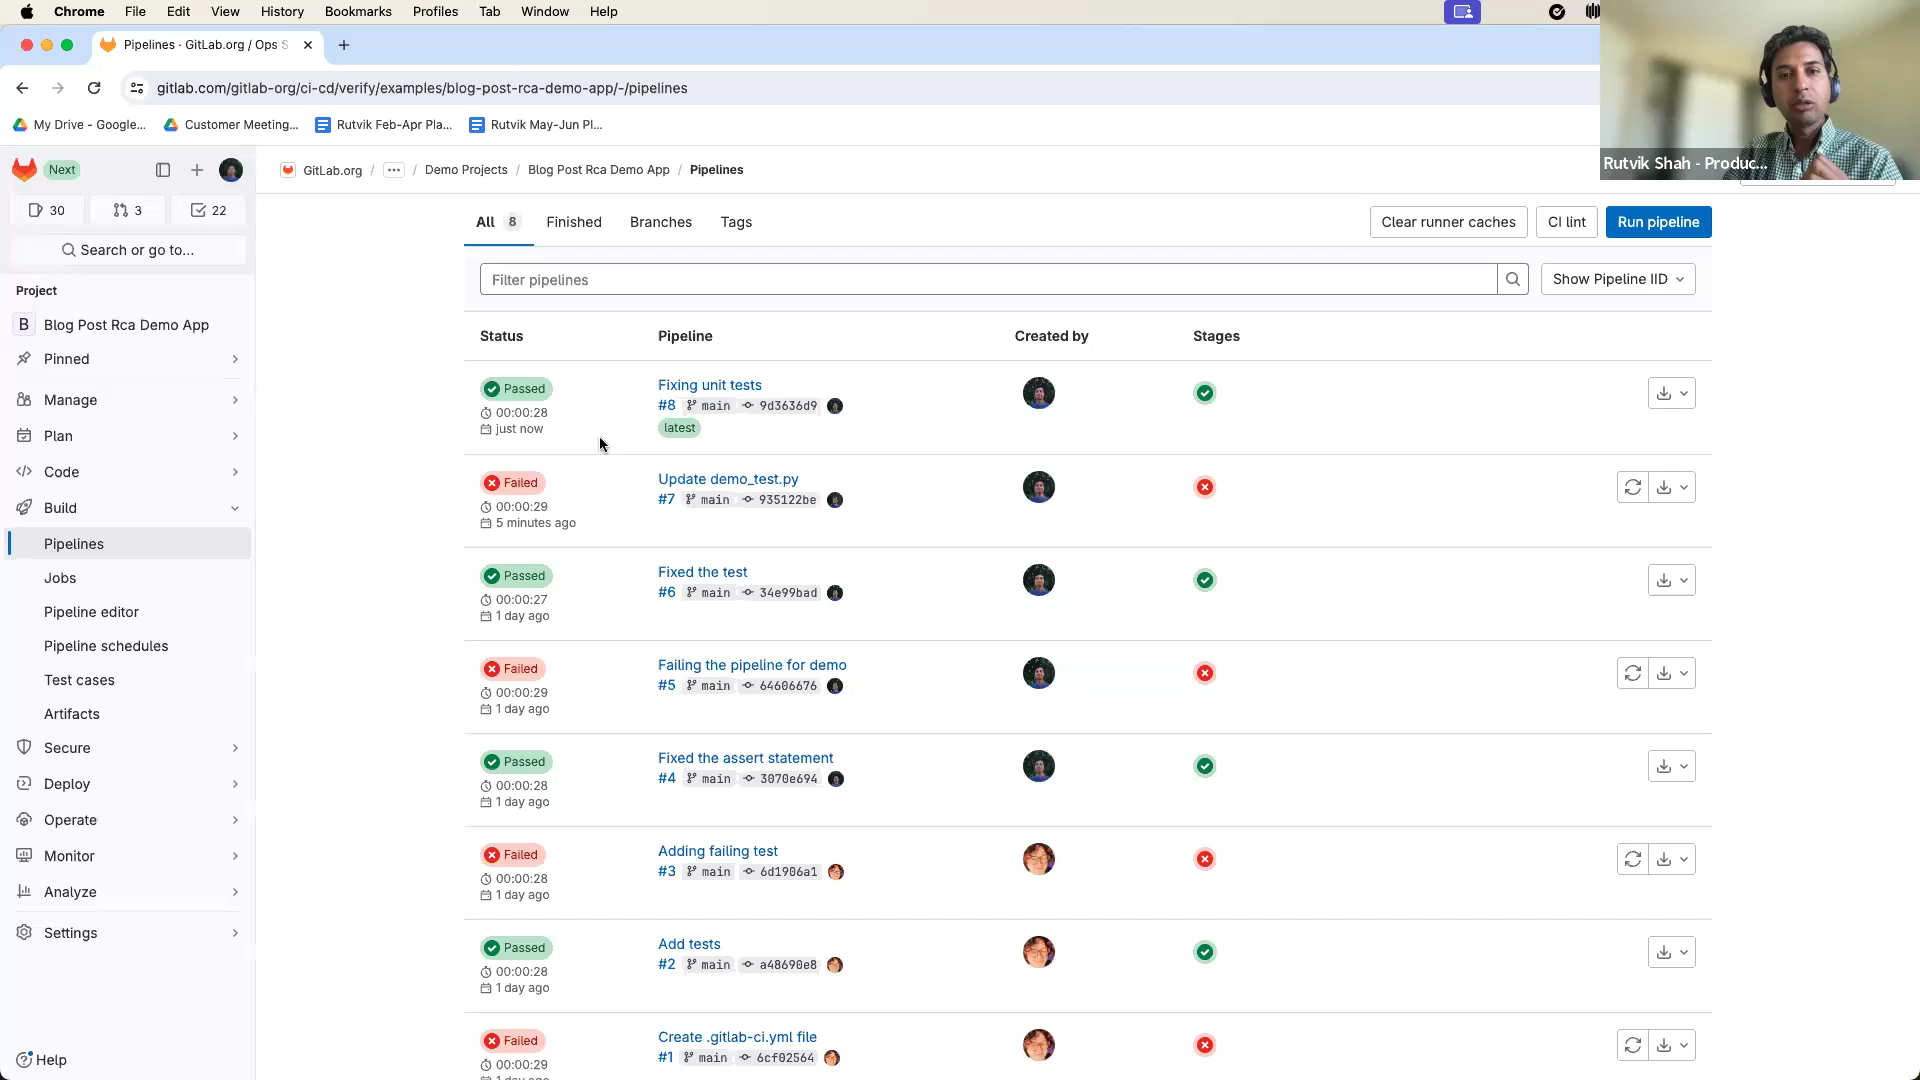 Chrome File Edit View History Bookmarks Profiles Tab Window Help
Pipelines · GitLab.org / Ops S
gitlab.com/gitlab-org/ci-cd/verify/examples/blog-post-rca-demo-app/-/pipelines
My Drive - Google... Customer Meeting... Rutvik Feb-Apr Pla... Rutvik May-Jun Pl...
Rutvik Shah - Produc...
Next
30 3 22
Search or go to...
Project
B Blog Post Rca Demo App
Pinned
Manage
Plan
Code
Build
Pipelines
Jobs
Pipeline editor
Pipeline schedules
Test cases
Artifacts
Secure
Deploy
Operate
Monitor
Analyze
Settings
Help
GitLab.org / ... / Demo Projects / Blog Post Rca Demo App / Pipelines
All 8 Finished Branches Tags
Clear runner caches CI lint Run pipeline
Filter pipelines
Show Pipeline IID
Status Pipeline Created by Stages
Passed
00:00:28
just now
Fixing unit tests
#8 main 9d3636d9
latest
Failed
00:00:29
5 minutes ago
Update demo_test.py
#7 main 935122be
Passed
00:00:27
1 day ago
Fixed the test
#6 main 34e99bad
Failed
00:00:29
1 day ago
Failing the pipeline for demo
#5 main 64606676
Passed
00:00:28
1 day ago
Fixed the assert statement
#4 main 3070e694
Failed
00:00:28
1 day ago
Adding failing test
#3 main 6d1906a1
Passed
00:00:28
1 day ago
Add tests
#2 main a48690e8
Failed
00:00:29
1 day ago
Create .gitlab-ci.yml file
#1 main 6cf02564